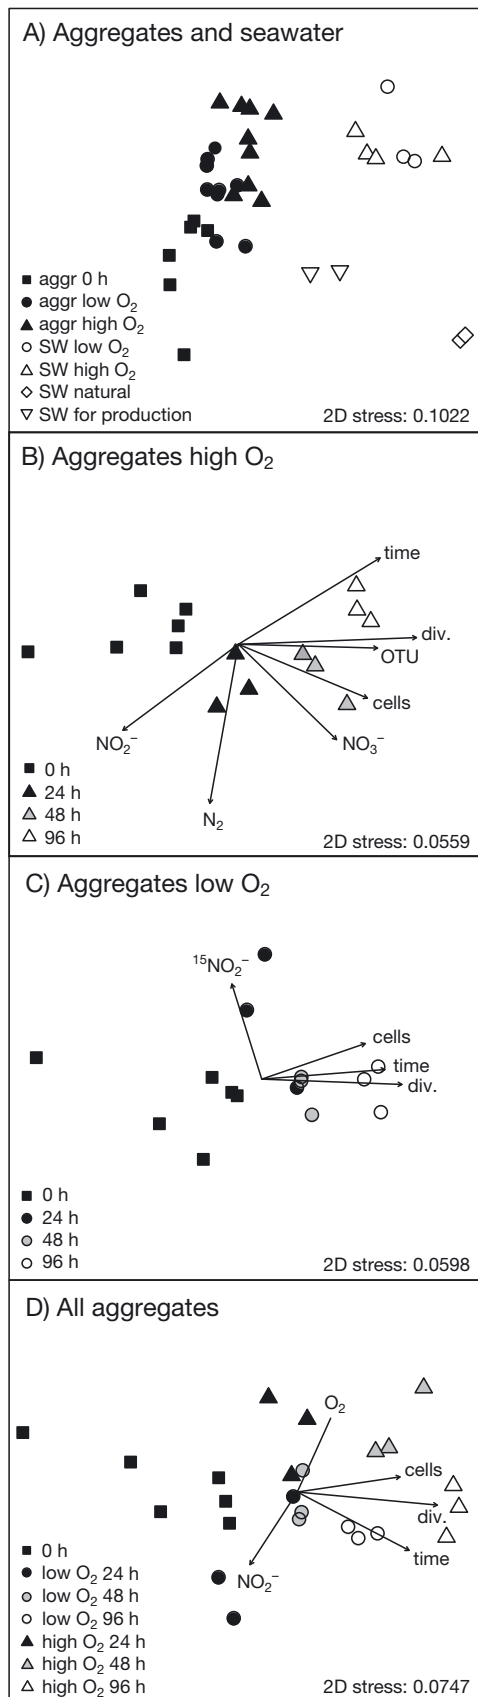 A) Aggregates and seawater
aggr 0 h
aggr low O₂
aggr high O₂
SW low O₂
SW high O₂
SW natural
SW for production
2D stress: 0.1022
B) Aggregates high O₂
time
div.
OTU
cells
NO₂⁻
NO₃⁻
N₂
0 h
24 h
48 h
96 h
2D stress: 0.0559
C) Aggregates low O₂
¹⁵NO₂⁻
cells
time
div.
0 h
24 h
48 h
96 h
2D stress: 0.0598
D) All aggregates
O₂
cells
div.
time
NO₂⁻
0 h
low O₂ 24 h
low O₂ 48 h
low O₂ 96 h
high O₂ 24 h
high O₂ 48 h
high O₂ 96 h
2D stress: 0.0747